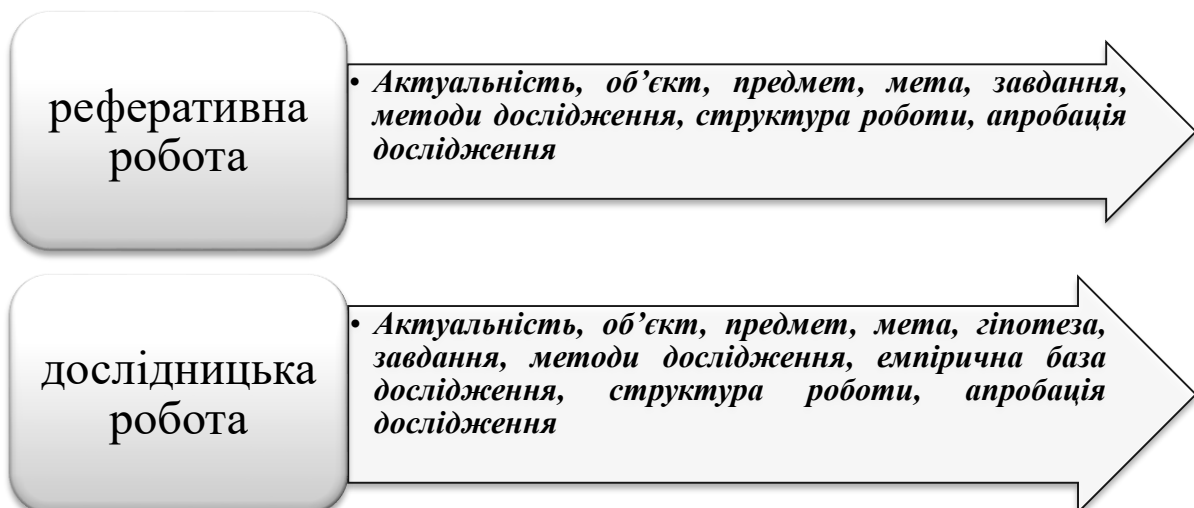 реферативна
робота
• Актуальність, об’єкт, предмет, мета, завдання,
методи дослідження, структура роботи, апробація
дослідження
дослідницька
робота
• Актуальність, об’єкт, предмет, мета, гіпотеза,
завдання, методи дослідження, емпірична база
дослідження, структура роботи, апробація
дослідження